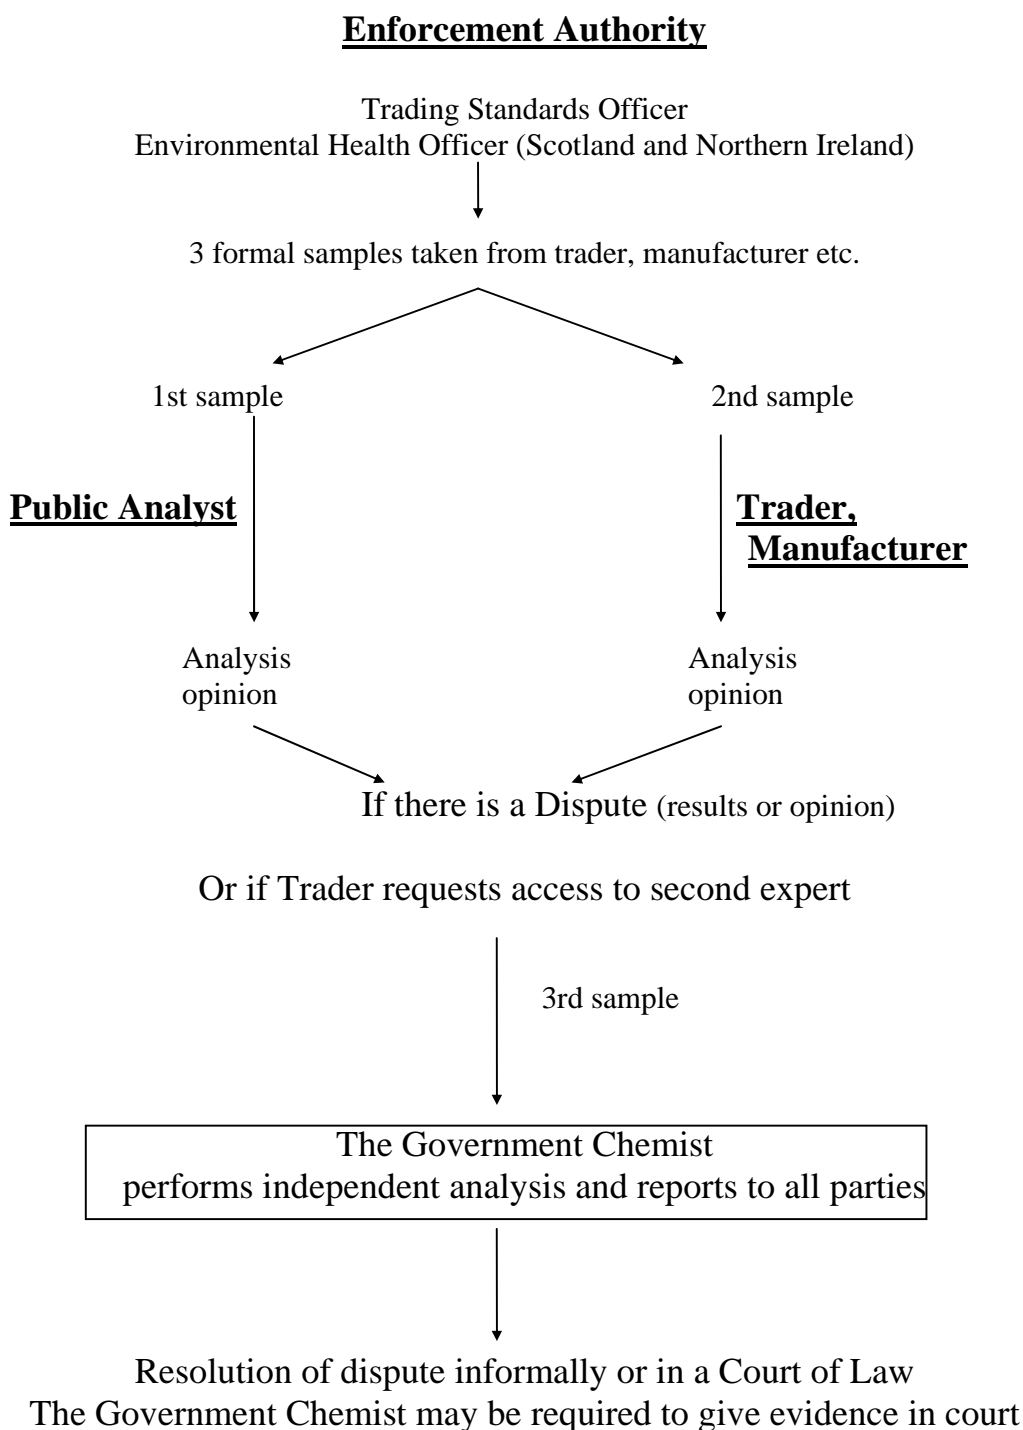 Enforcement Authority
Trading Standards Officer
Environmental Health Officer (Scotland and Northern Ireland)
3 formal samples taken from trader, manufacturer etc.
1st sample
2nd sample
Public Analyst
Trader,
Manufacturer
Analysis
opinion
Analysis
opinion
If there is a Dispute (results or opinion)
Or if Trader requests access to second expert
3rd sample
The Government Chemist
performs independent analysis and reports to all parties
Resolution of dispute informally or in a Court of Law
The Government Chemist may be required to give evidence in court